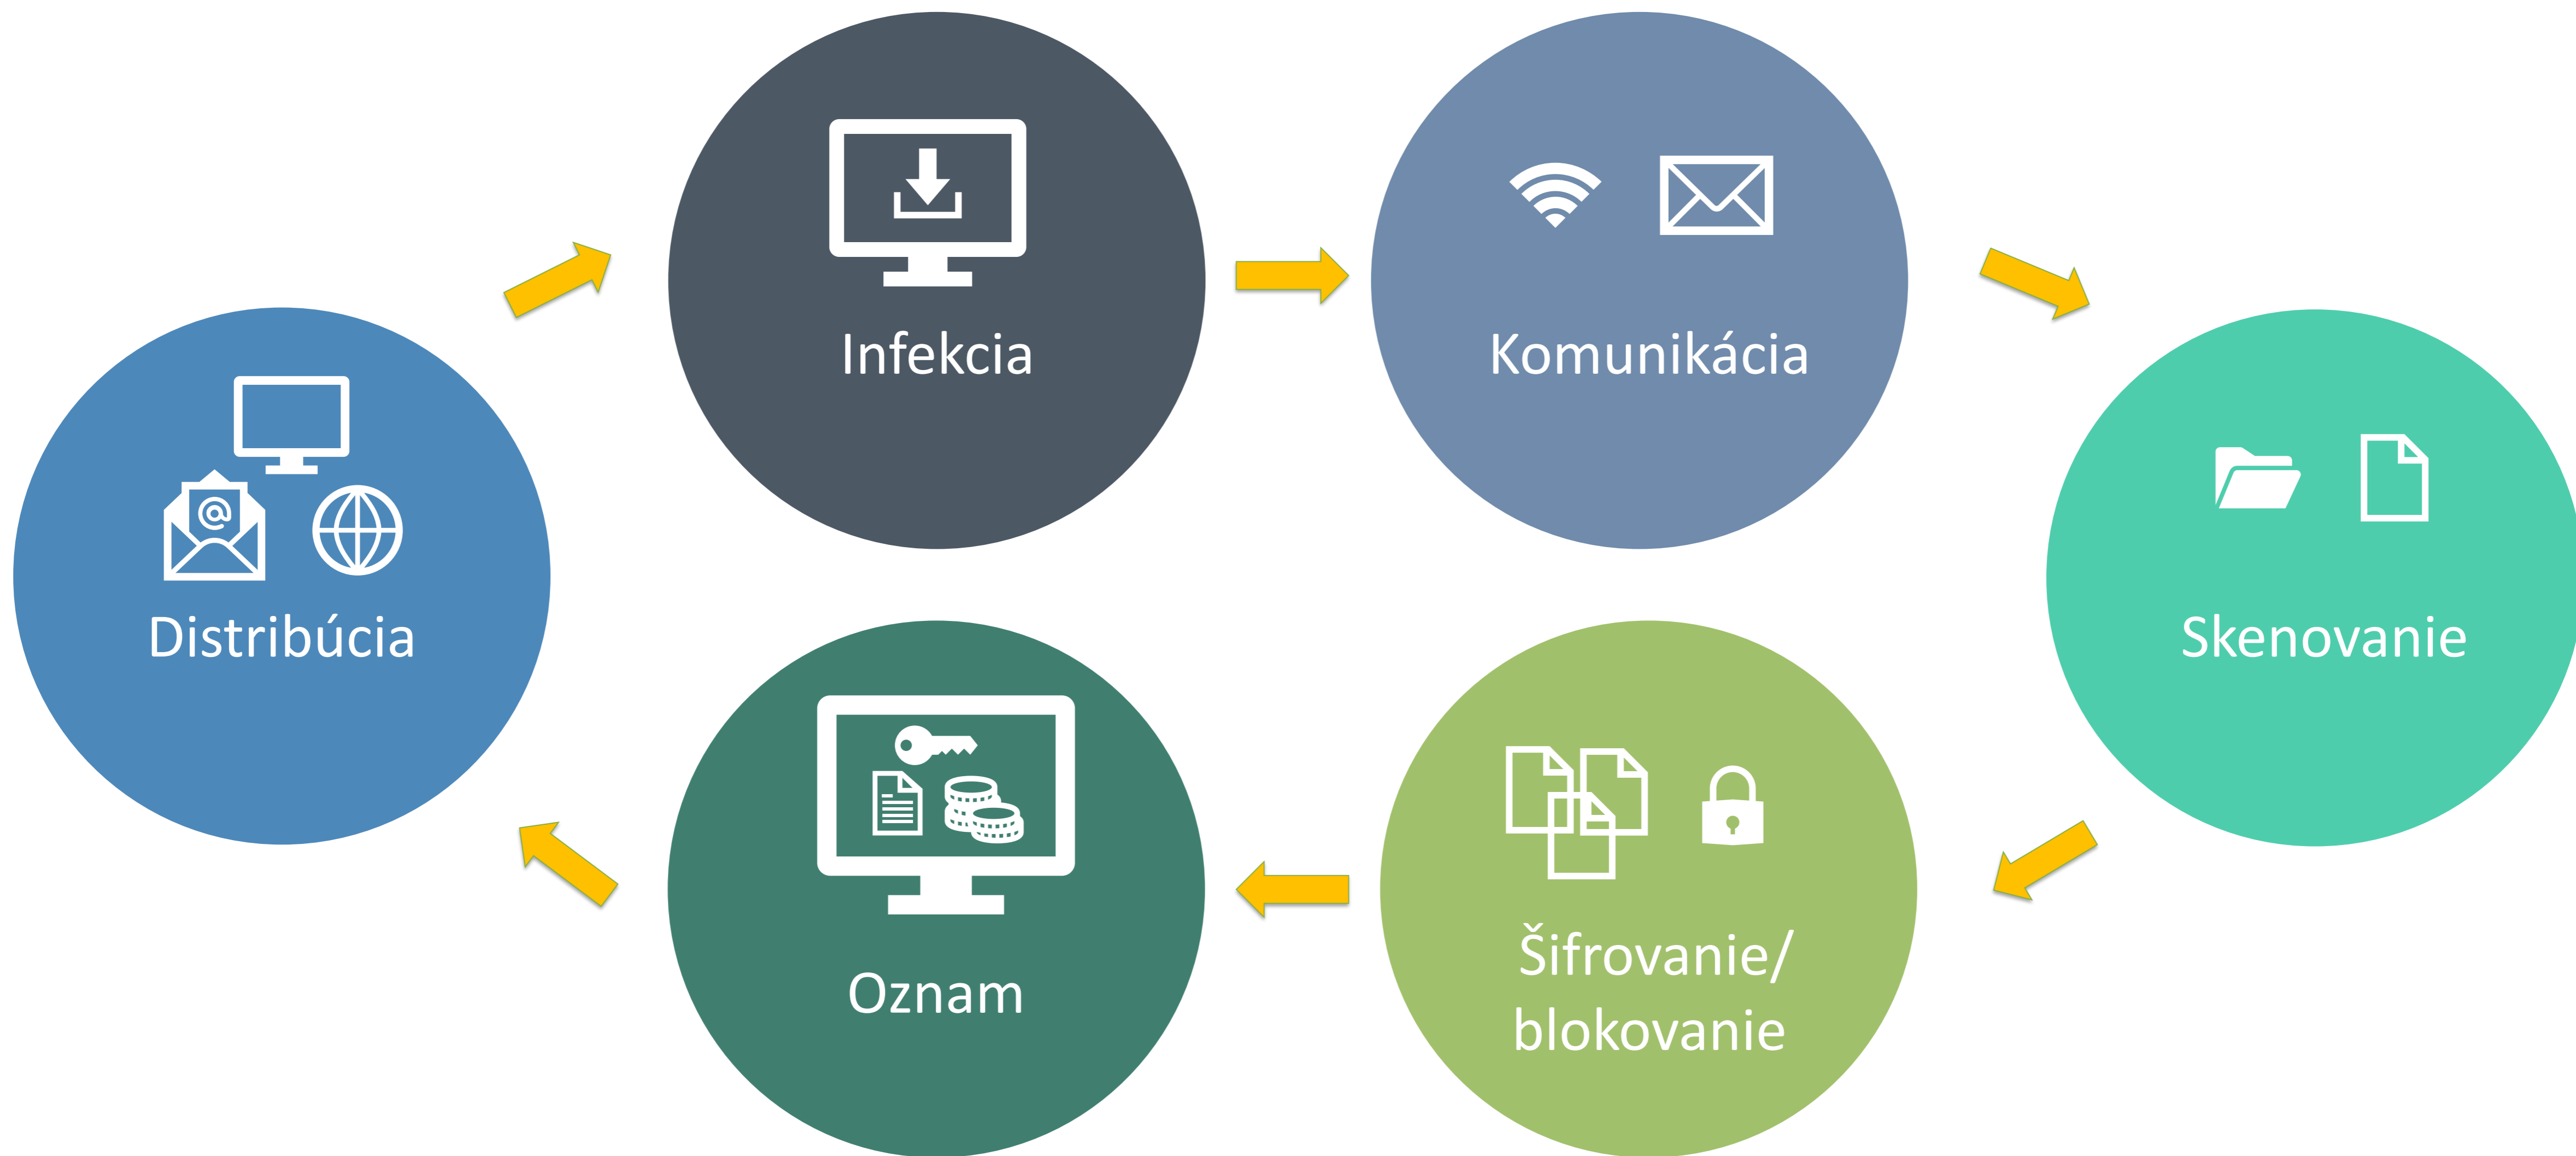 Distribúcia
Infekcia
Komunikácia
Skenovanie
Šifrovanie/
blokovanie
Oznam